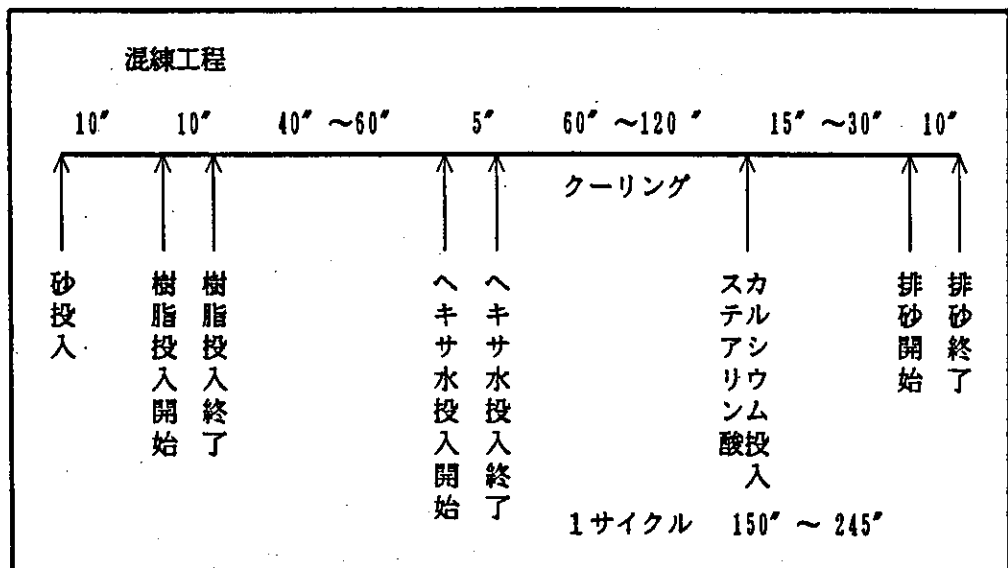 混練工程
10″ 10″ 40″ ～60″ 5″ 60″ ～120 ″ 15″ ～30″ 10″
クーリング
砂投入
樹脂投入開始
樹脂投入終了
ヘキサ水投入開始
ヘキサ水投入終了
ステアリン酸
カルシウム投入
排砂開始
排砂終了
1サイクル 150″ ～ 245″